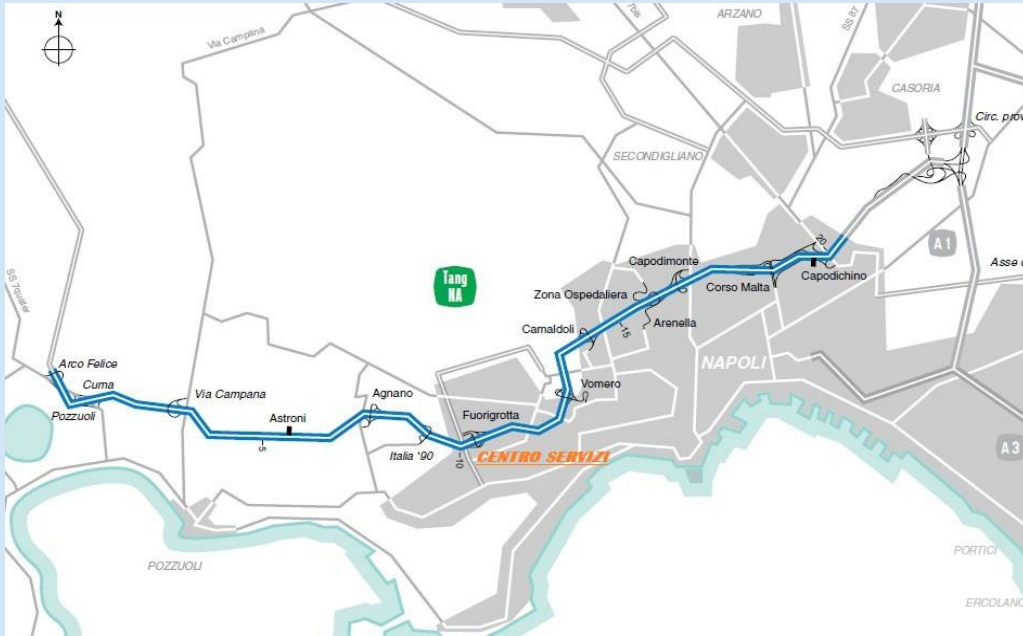 N
Via Campana
7bis
ARZANO
SS 87
CASORIA
Circ. prov
SECONDIGLIANO
A1
20
Capodimonte
Capodichino
Asse
Tang
NA
Zona Ospedaliera
Corso Malta
SS 7quater
Camaldoli
15
Arenella
NAPOLI
Arco Felice
Cuma
Pozzuoli
Via Campana
Agnano
Vomero
Astroni
Fuorigrotta
5
Italia '90
10
CENTRO SERVIZI
A3
POZZUOLI
PORTICI
ERCOLANO